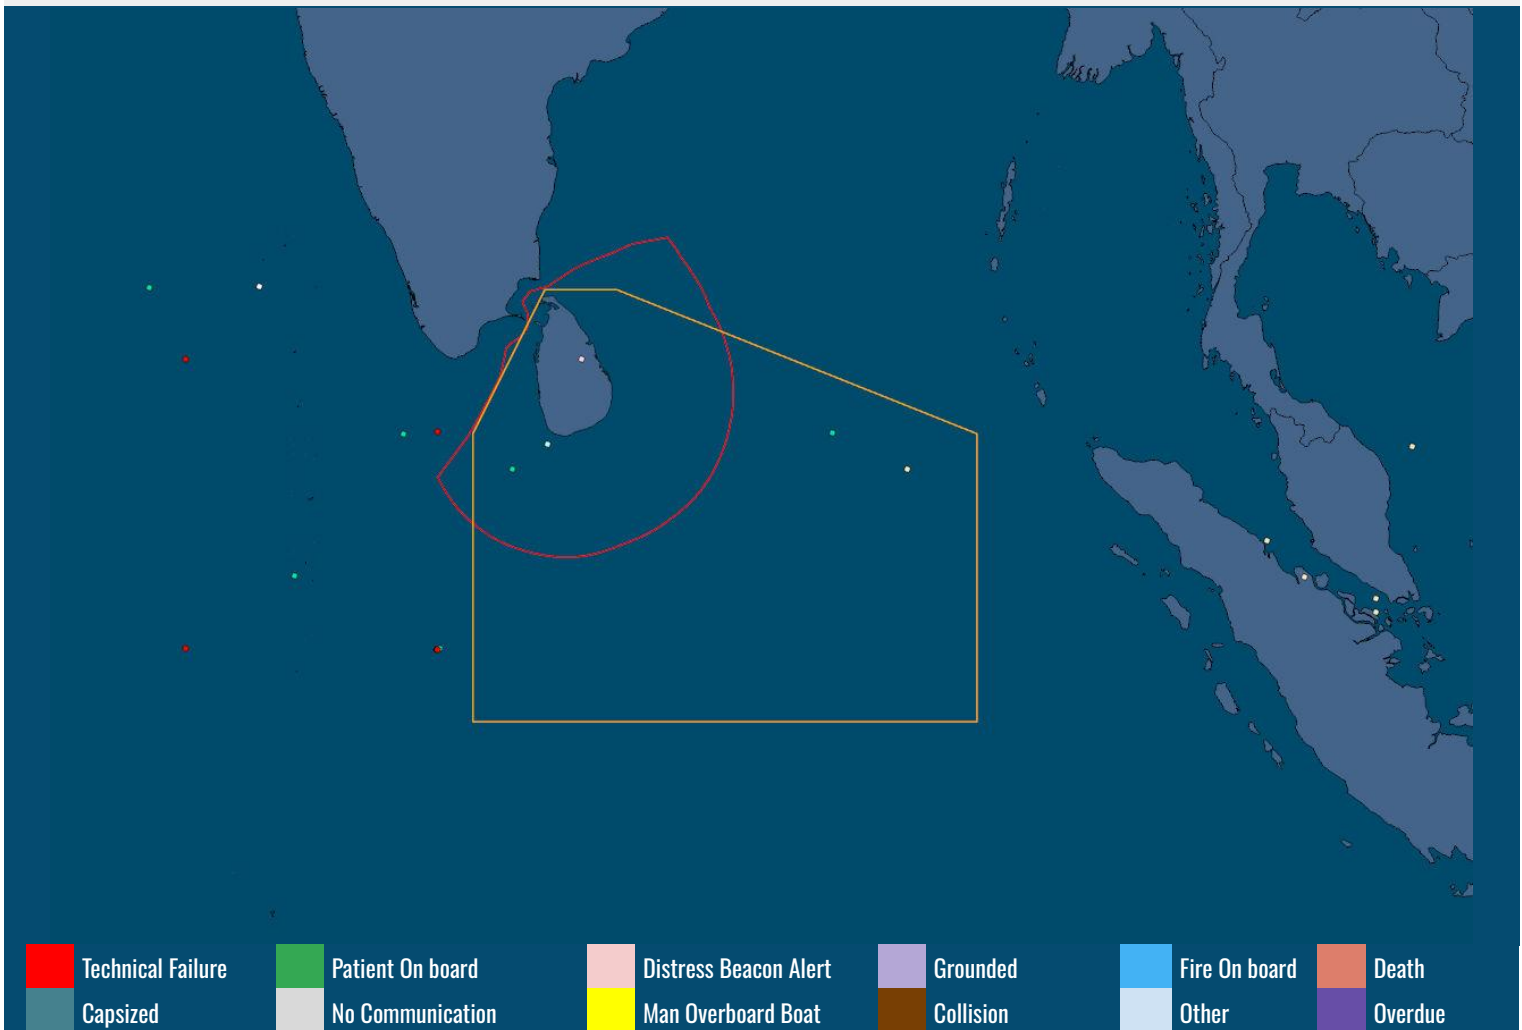 Technical Failure Patient On board Distress Beacon Alert Grounded Fire On board Death
Capsized No Communication Man Overboard Boat Collision Other Overdue